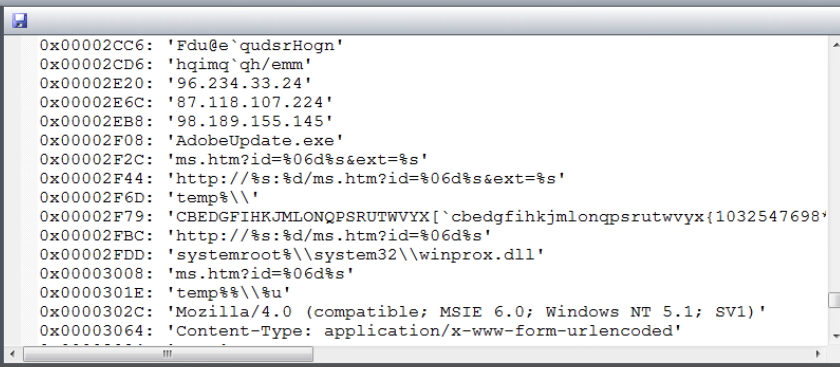 0x00002CC6: 'Fdu@e`qudsrHogn'
0x00002CD6: 'hqimq`qh/emm'
0x00002E20: '96.234.33.24'
0x00002E6C: '87.118.107.224'
0x00002EB8: '98.189.155.145'
0x00002F08: 'AdobeUpdate.exe'
0x00002F2C: 'ms.htm?id=%06d%s&ext=%s'
0x00002F44: 'http://%s:%d/ms.htm?id=%06d%s&ext=%s'
0x00002F6D: 'temp%\\'
0x00002F79: 'CBEDGFIHKJMLONQPSRUTWVYX[`cbedgfihkjmlonqpsrutwvyx{1032547698*
0x00002FBC: 'http://%s:%d/ms.htm?id=%06d%s'
0x00002FDD: 'systemroot%\\system32\\winprox.dll'
0x00003008: 'ms.htm?id=%06d%s'
0x0000301E: 'temp%%\\%u'
0x0000302C: 'Mozilla/4.0 (compatible; MSIE 6.0; Windows NT 5.1; SV1)'
0x00003064: 'Content-Type: application/x-www-form-urlencoded'